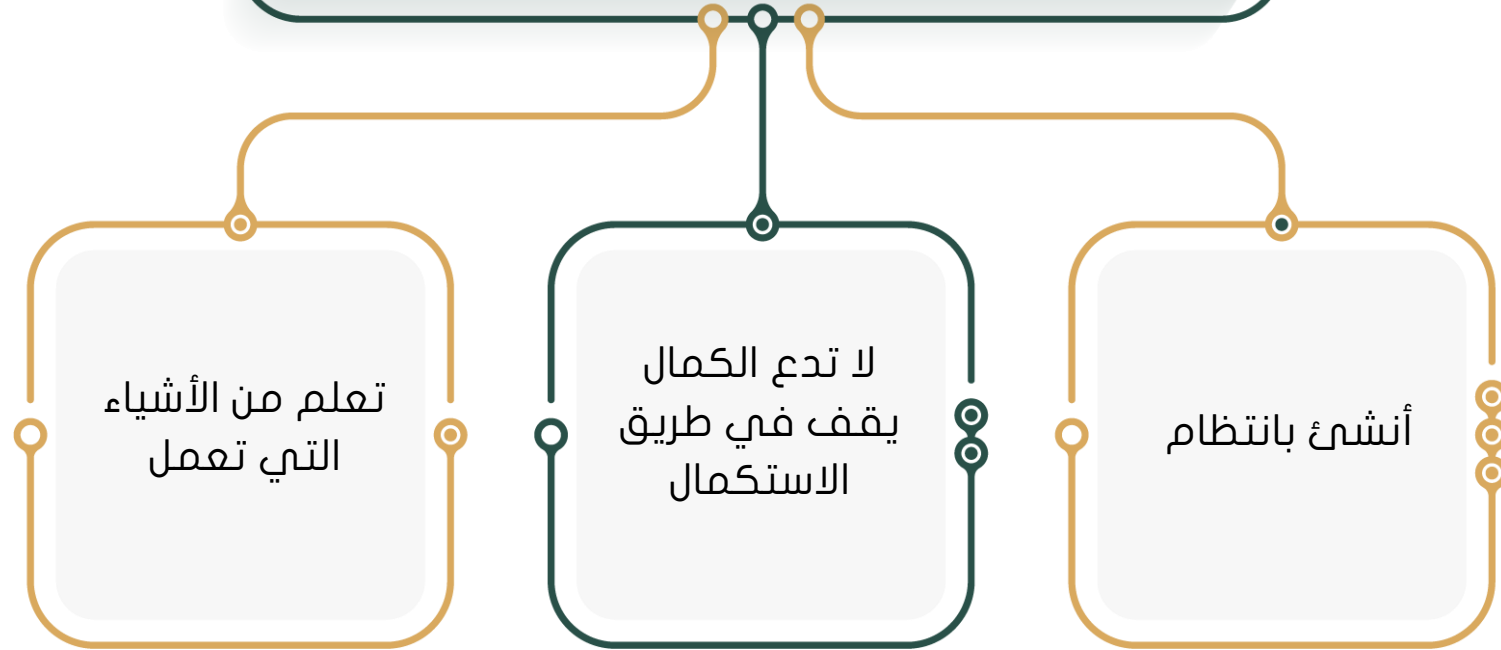 أنشئ بانتظام
لا تدع الكمال
يقف في طريق
الاستكمال
تعلم من الأشياء
التي تعمل